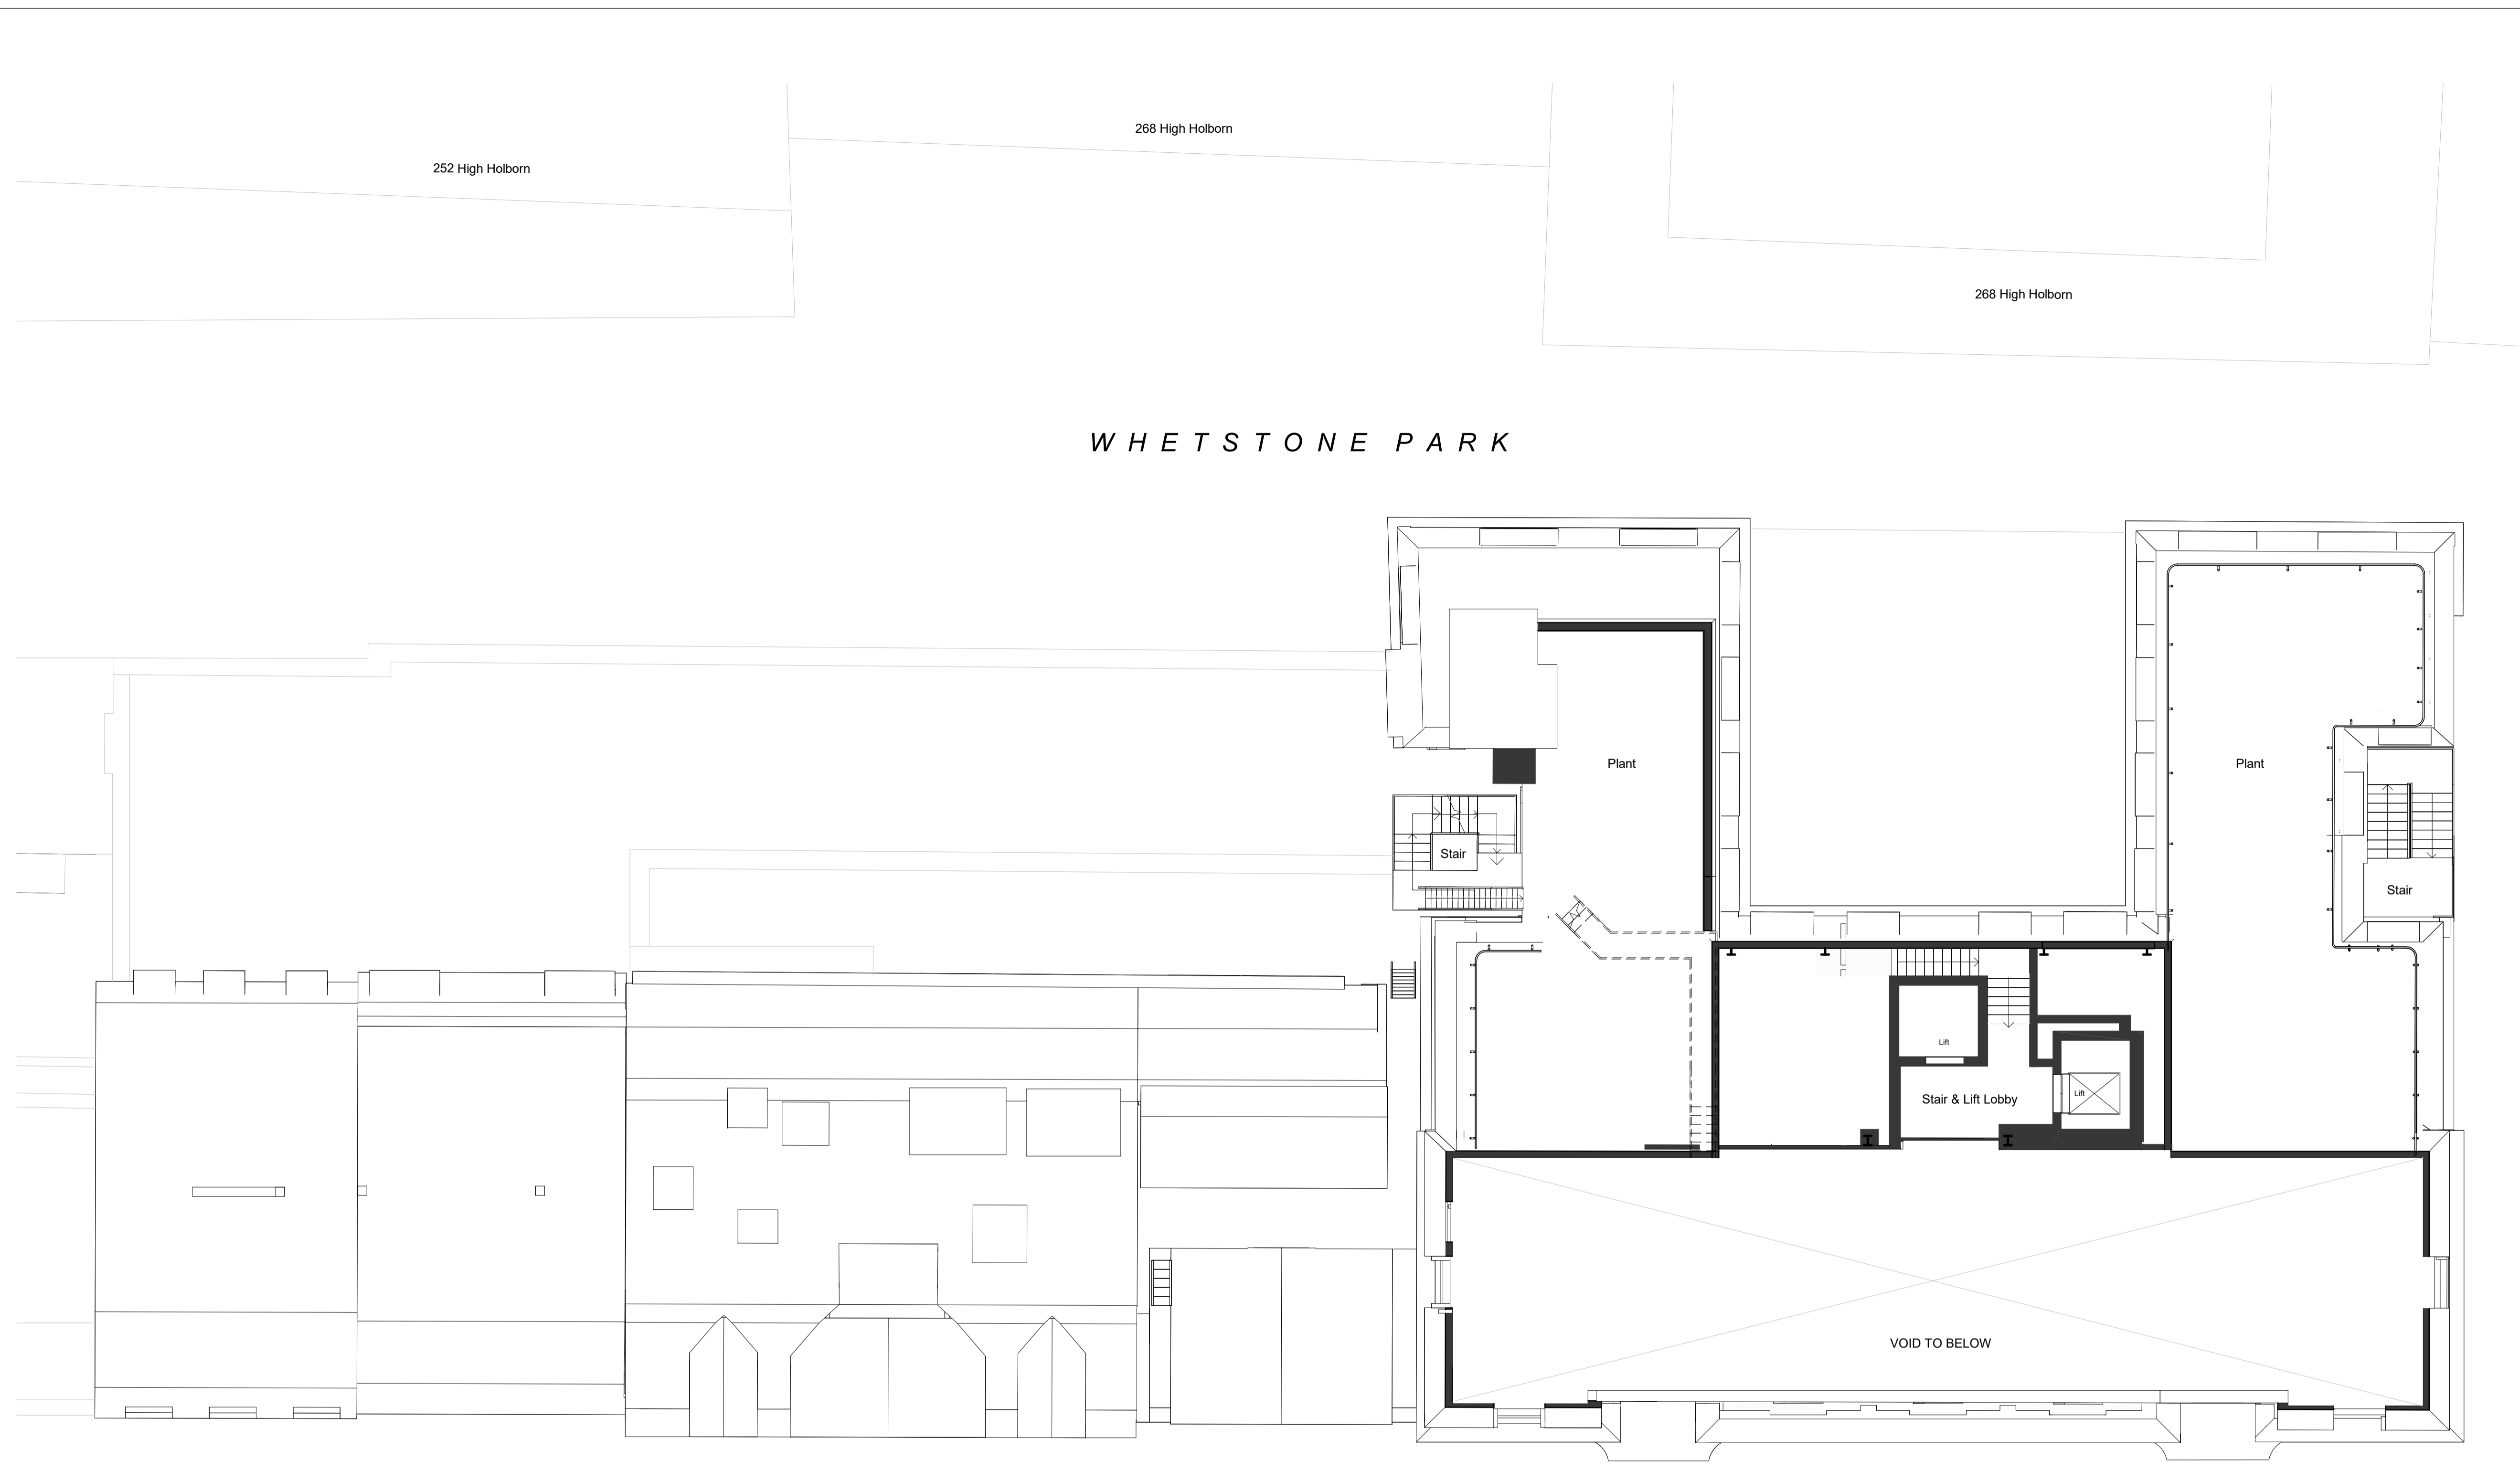 268 High Holborn
252 High Holborn
268 High Holborn
WHETSTONE PARK
Plant
Plant
Stair
Stair
Lift
Lift
Stair & Lift Lobby
VOID TO BELOW